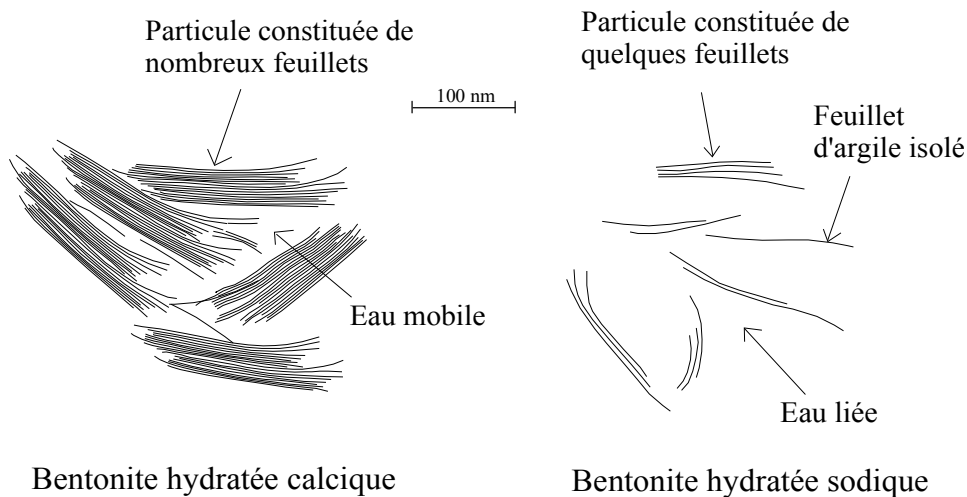 Particule constituée de
nombreux feuillets
100 nm
Particule constituée de
quelques feuillets
Feuillet
d'argile isolé
Eau mobile
Eau liée
Bentonite hydratée calcique
Bentonite hydratée sodique